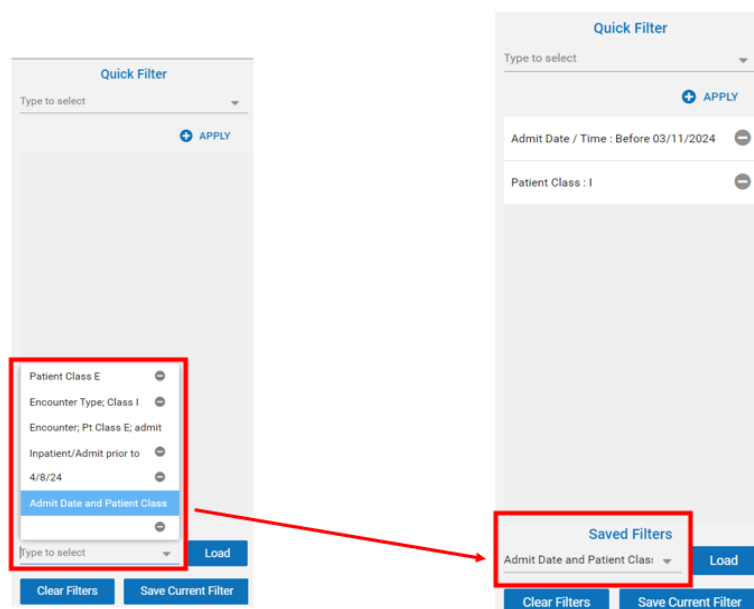 Quick Filter
Type to select
APPLY
Patient Class E
Encounter Type; Class I
Encounter; Pt Class E; admit
Inpatient/Admit prior to
4/8/24
Admit Date and Patient Class
Type to select
Load
Clear Filters
Save Current Filter
Quick Filter
Type to select
APPLY
Admit Date / Time : Before 03/11/2024
Patient Class : I
Saved Filters
Admit Date and Patient Clas
Load
Clear Filters
Save Current Filter